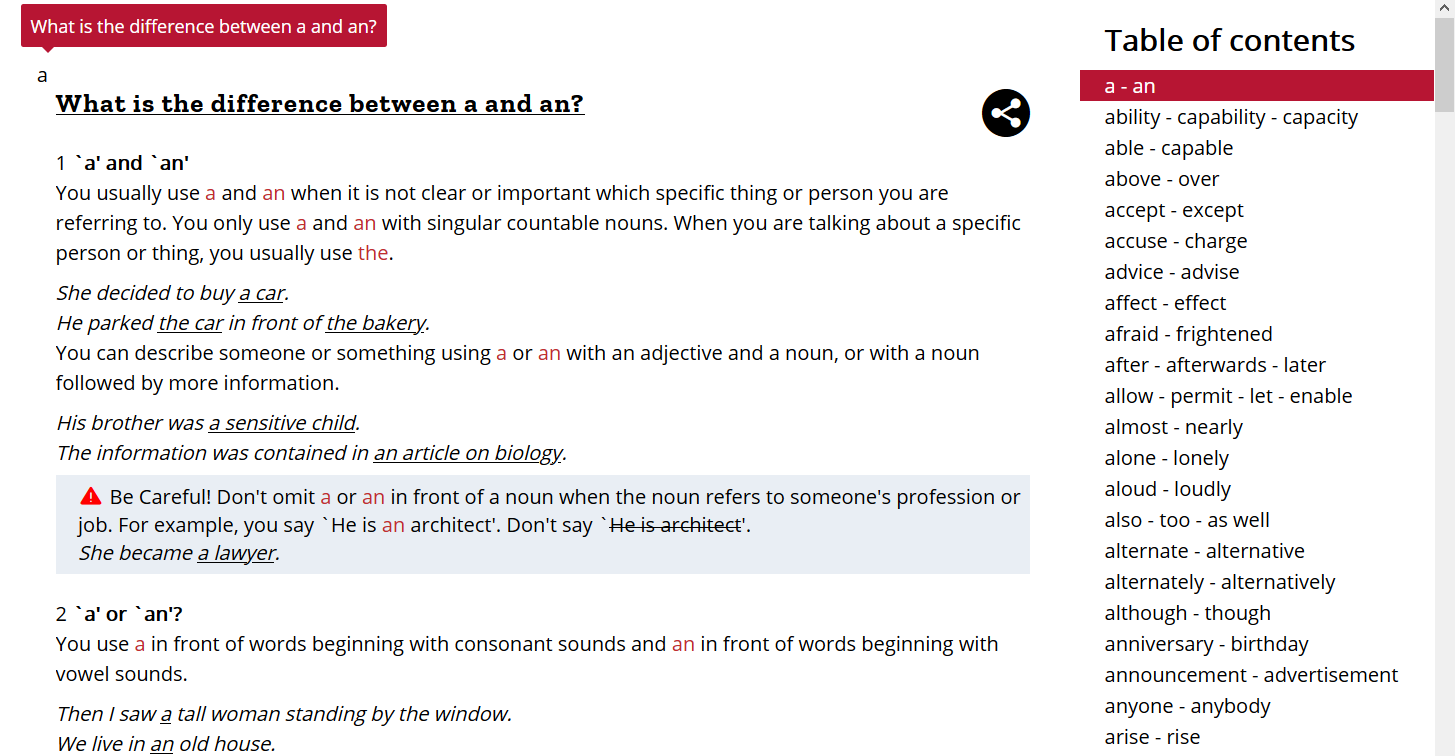 What is the difference between a and an?
a
What is the difference between a and an?
1 `a' and `an'
You usually use a and an when it is not clear or important which specific thing or person you are
referring to. You only use a and an with singular countable nouns. When you are talking about a specific
person or thing, you usually use the.
She decided to buy a car.
He parked the car in front of the bakery.
You can describe someone or something using a or an with an adjective and a noun, or with a noun
followed by more information.
His brother was a sensitive child.
The information was contained in an article on biology.
Be Careful! Don't omit a or an in front of a noun when the noun refers to someone's profession or
job. For example, you say `He is an architect'. Don't say `He is architect'.
She became a lawyer.
2 `a' or `an'?
You use a in front of words beginning with consonant sounds and an in front of words beginning with
vowel sounds.
Then I saw a tall woman standing by the window.
We live in an old house.
Table of contents
a - an
ability - capability - capacity
able - capable
above - over
accept - except
accuse - charge
advice - advise
affect - effect
afraid - frightened
after - afterwards - later
allow - permit - let - enable
almost - nearly
alone - lonely
aloud - loudly
also - too - as well
alternate - alternative
alternately - alternatively
although - though
anniversary - birthday
announcement - advertisement
anyone - anybody
arise - rise